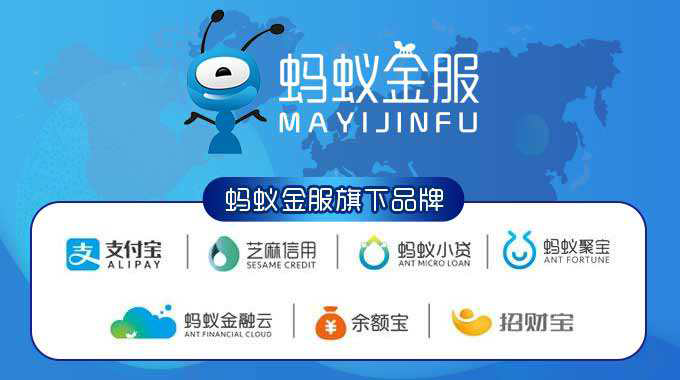 蚂蚁金服
MAYIJINFU
蚂蚁金服旗下品牌
支 支付宝
ALIPAY
芝麻信用
SESAME CREDIT
蚂蚁小贷
ANT MICRO LOAN
蚂蚁聚宝
ANT FORTUNE
蚂蚁金融云
ANT FINANCIAL CLOUD
¥ 余额宝
招财宝